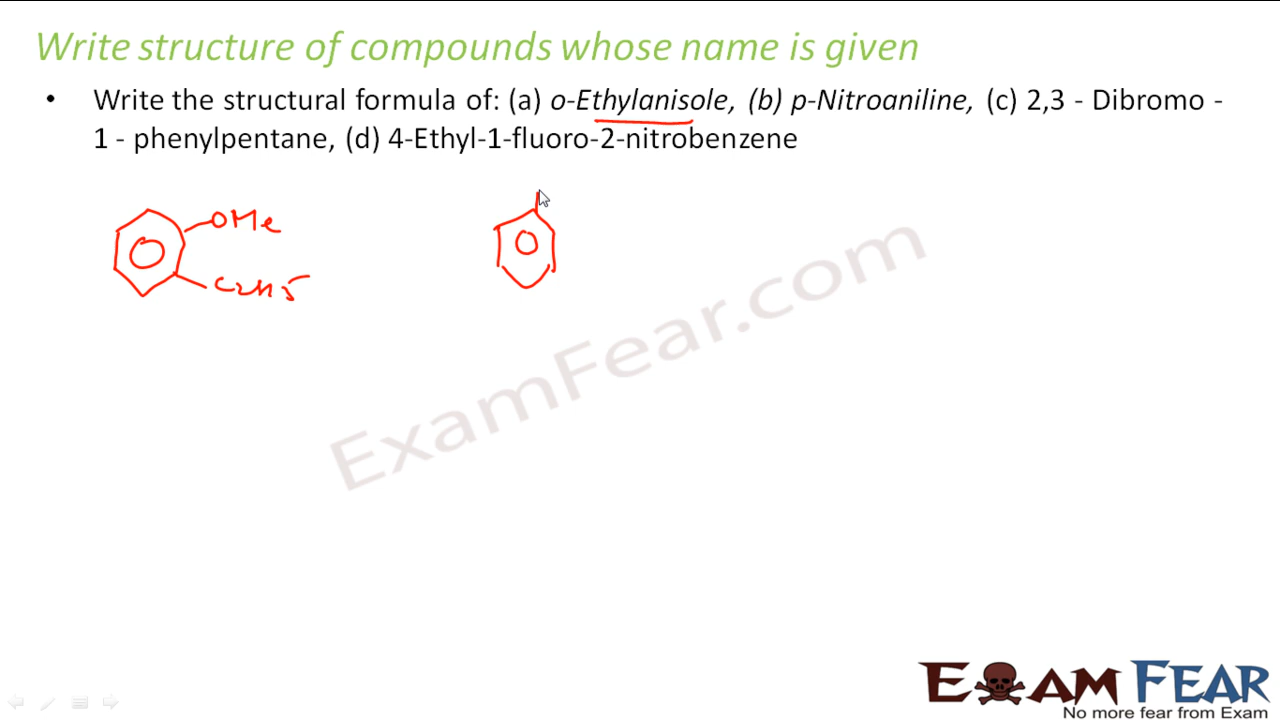 Write structure of compounds whose name is given
• Write the structural formula of: (a) o-Ethylanisole, (b) p-Nitroaniline, (c) 2,3 - Dibromo -
1 - phenylpentane, (d) 4-Ethyl-1-fluoro-2-nitrobenzene
OMe
C2H5
ExamFear.com
EXAM FEAR
No more fear from Exam